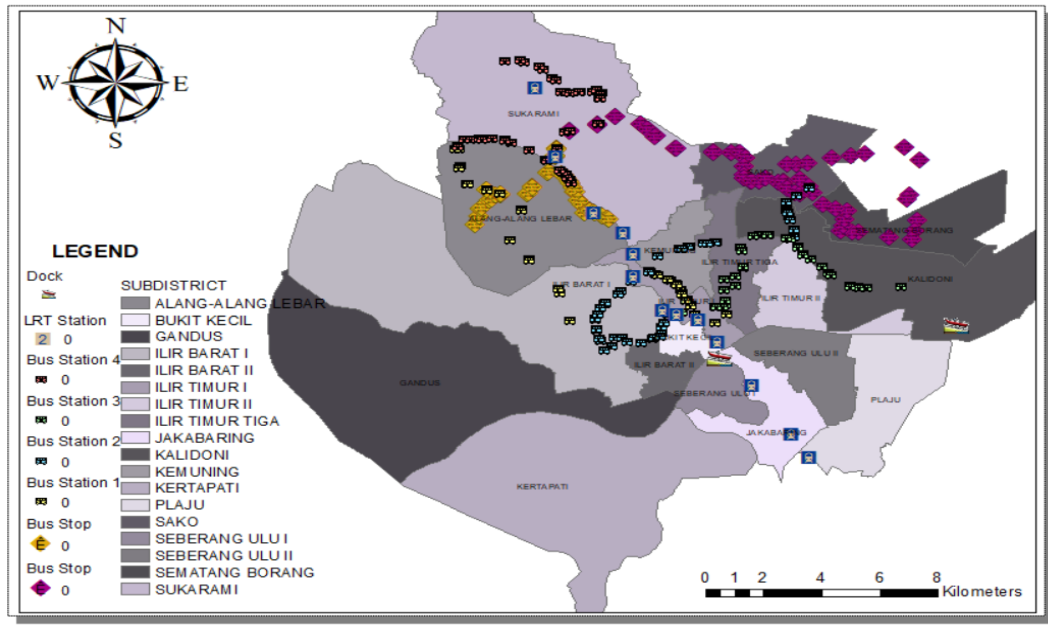 N
W E
S
SUKARAMI
SAKO
ALANG-ALANG LEBAR
SEMATANG BORANG
ILIR TIMUR TIGA
KALIDONI
ILIR BARAT I
ILIR TIMUR II
BUKIT KECIL
SEBERANG ULU II
ILIR BARAT II
GANDUS
SEBERANG ULU I
PLAJU
JAKABARING
KERTAPATI
LEGEND
Dock
LRT Station
2 0
Bus Station 4
0
Bus Station 3
0
Bus Station 2
0
Bus Station 1
0
Bus Stop
E 0
Bus Stop
E 0
SUBDISTRICT
ALANG-ALANG LEBAR
BUKIT KECIL
GANDUS
ILIR BARAT I
ILIR BARAT II
ILIR TIMUR I
ILIR TIMUR II
ILIR TIMUR TIGA
JAKABARING
KALIDONI
KEMUNING
KERTAPATI
PLAJU
SAKO
SEBERANG ULU I
SEBERANG ULU II
SEMATANG BORANG
SUKARAMI
0 1 2 4 6 8
Kilometers